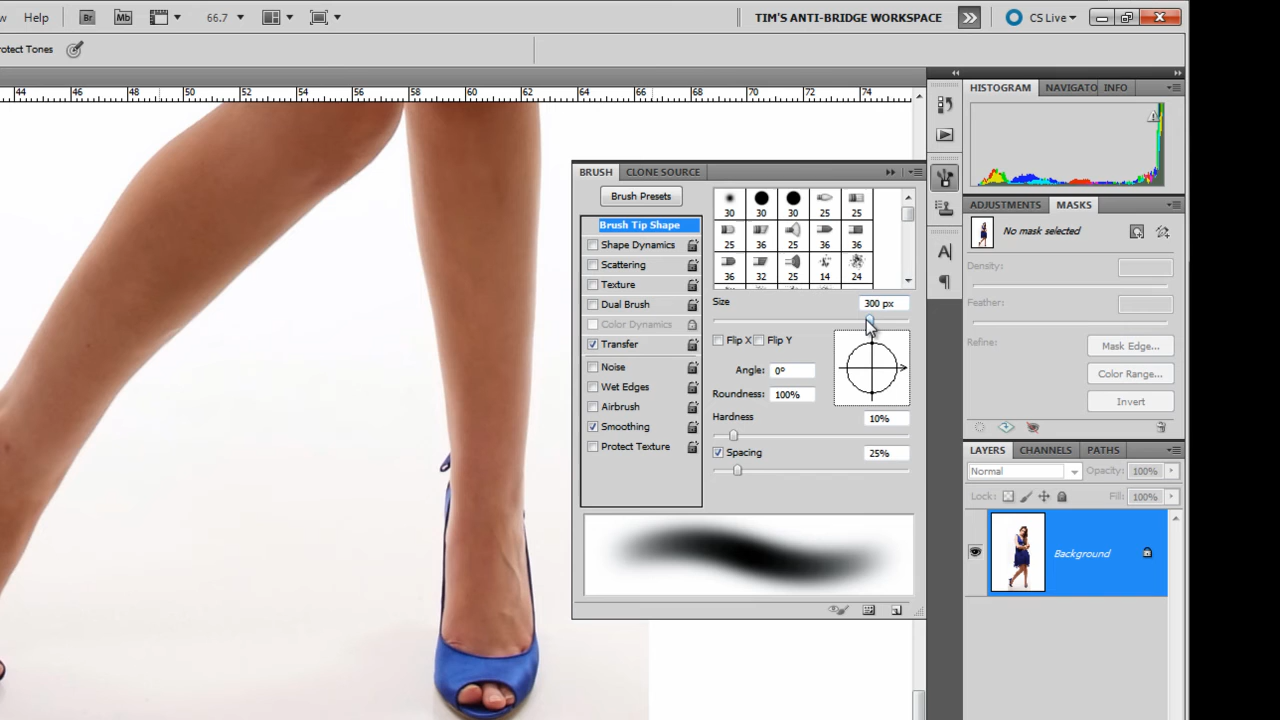 w Help Br Mb 66.7 TIM'S ANTI-BRIDGE WORKSPACE CS Live
rotect Tones
44 46 48 50 52 54 56 58 60 62 64 66 68 70 72 74
HISTOGRAM NAVIGATO INFO
BRUSH CLONE SOURCE
Brush Presets
30 30 30 25 25
25 36 25 36 36
36 32 25 14 24
Brush Tip Shape
Shape Dynamics
Scattering
Texture
Dual Brush
Color Dynamics
Transfer
Noise
Wet Edges
Airbrush
Smoothing
Protect Texture
Size 300 px
Flip X Flip Y
Angle: 0º
Roundness: 100%
Hardness 10%
Spacing 25%
ADJUSTMENTS MASKS
No mask selected
Density:
Feather:
Refine: Mask Edge...
Color Range...
Invert
LAYERS CHANNELS PATHS
Normal Opacity: 100%
Lock: Fill: 100%
Background
A
¶